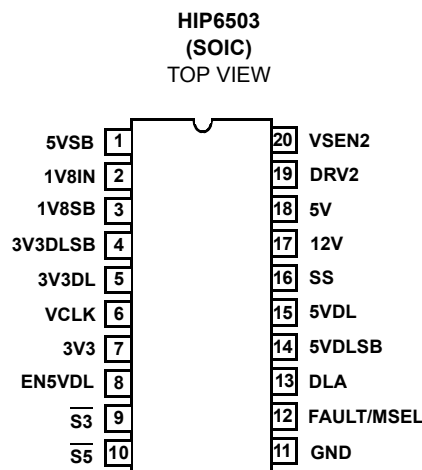 HIP6503
(SOIC)
TOP VIEW
5VSB 1 20 VSEN2
1V8IN 2 19 DRV2
1V8SB 3 18 5V
3V3DLSB 4 17 12V
3V3DL 5 16 SS
VCLK 6 15 5VDL
3V3 7 14 5VDLSB
EN5VDL 8 13 DLA
S3 9 12 FAULT/MSEL
S5 10 11 GND